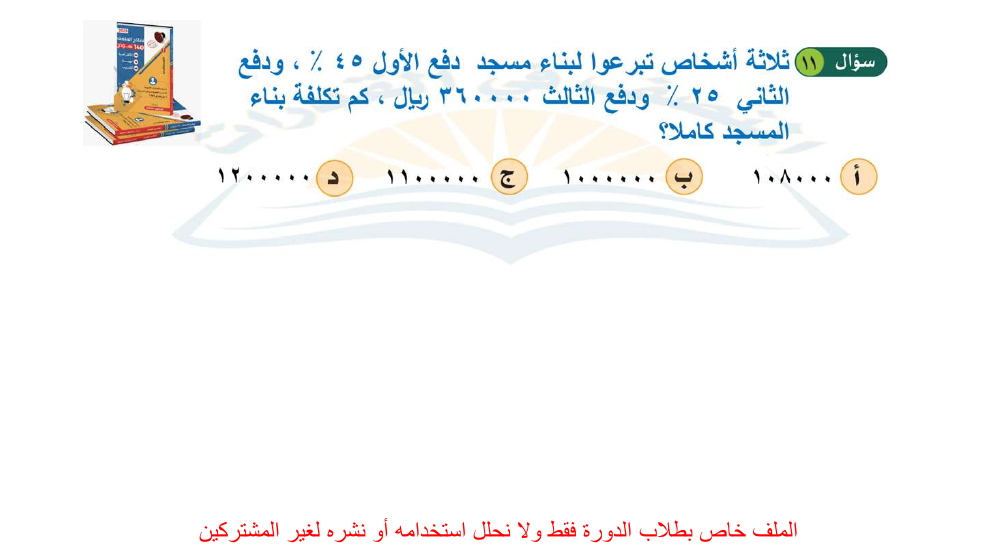 سؤال ١١ ثلاثة أشخاص تبرعوا لبناء مسجد دفع الأول ٤٥ ٪ ، ودفع
الثاني ٢٥ ٪ ودفع الثالث ٣٦٠٠٠٠ ريال ، كم تكلفة بناء
المسجد كاملا؟
أ ١٠٨٠٠٠ ب ١٠٠٠٠٠٠ ج ١١٠٠٠٠٠ د ١٢٠٠٠٠٠
الملف خاص بطلاب الدورة فقط ولا نحلل استخدامه أو نشره لغير المشتركين